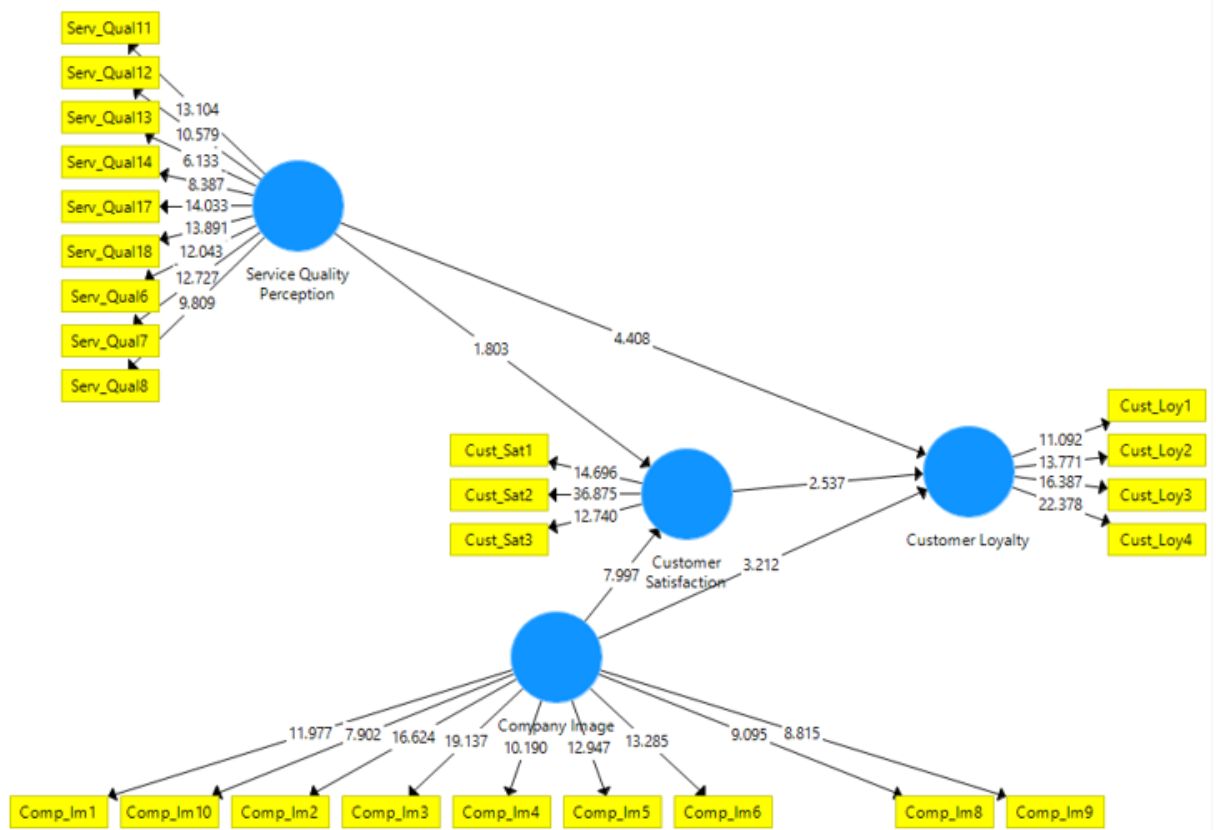 Serv_Qual11
Serv_Qual12
13.104
Serv_Qual13
10.579
Serv_Qual14
6.133
8.387
Serv_Qual17
14.033
13.891
Serv_Qual18
12.043
Serv_Qual6
12.727
9.809
Serv_Qual7
Serv_Qual8
Service Quality
Perception
1.803
4.408
Cust_Sat1
14.696
Cust_Sat2
36.875
Cust_Sat3
12.740
Customer
Satisfaction
2.537
7.997
3.212
Cust_Loy1
11.092
Cust_Loy2
13.771
Cust_Loy3
16.387
22.378
Cust_Loy4
Customer Loyalty
Company Image
11.977
7.902
16.624
19.137
10.190
12.947
13.285
9.095
8.815
Comp_Im1
Comp_Im10
Comp_Im2
Comp_Im3
Comp_Im4
Comp_Im5
Comp_Im6
Comp_Im8
Comp_Im9